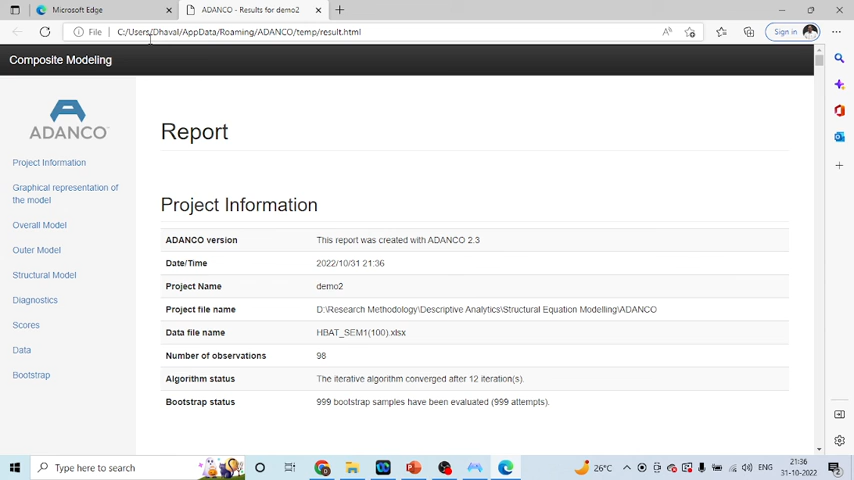 Microsoft Edge
ADANCO - Results for demo2
File
C:/Users/Dhaval/AppData/Roaming/ADANCO/temp/result.html
Sign in
Composite Modeling
ADANCO
Project Information
Graphical representation of
the model
Overall Model
Outer Model
Structural Model
Diagnostics
Scores
Data
Bootstrap
Report
Project Information
ADANCO version This report was created with ADANCO 2.3
Date/Time 2022/10/31 21:36
Project Name demo2
Project file name D:\Research Methodology\Descriptive Analytics\Structural Equation Modelling\ADANCO
Data file name HBAT_SEM1(100).xlsx
Number of observations 98
Algorithm status The iterative algorithm converged after 12 iteration(s).
Bootstrap status 999 bootstrap samples have been evaluated (999 attempts).
Type here to search
26°C
ENG
21:36
31-10-2022
2